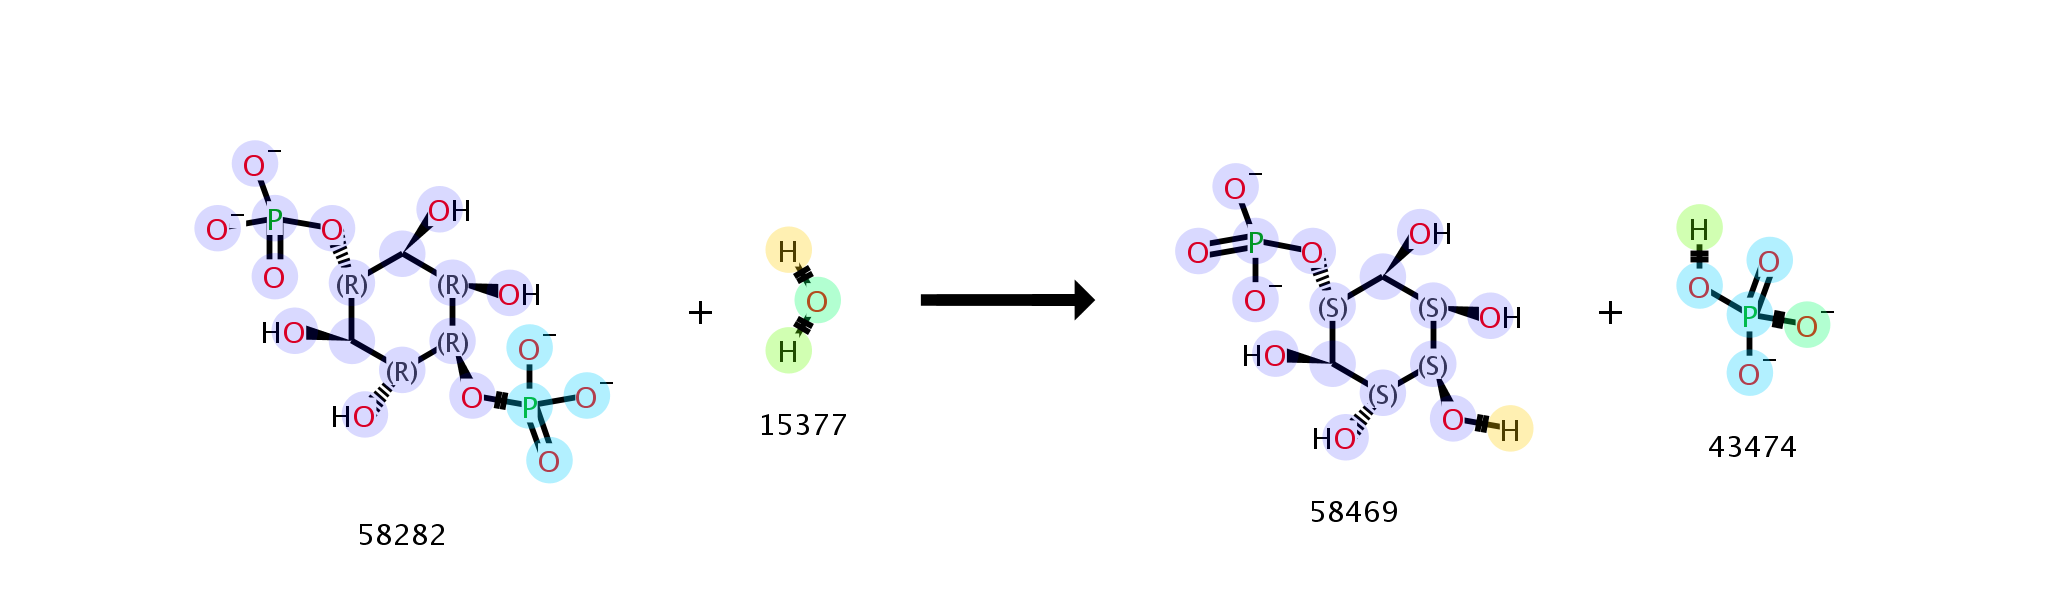 O−
O− P O OH
(R) (R) OH
O
HO (R) O−
(R) O P O−
HO O
58282
+
H
O
H
15377
O−
O P O OH
(S) (S) OH
O−
HO (S)
(S) O H
HO
58469
+
H
O O
P O−
O−
43474